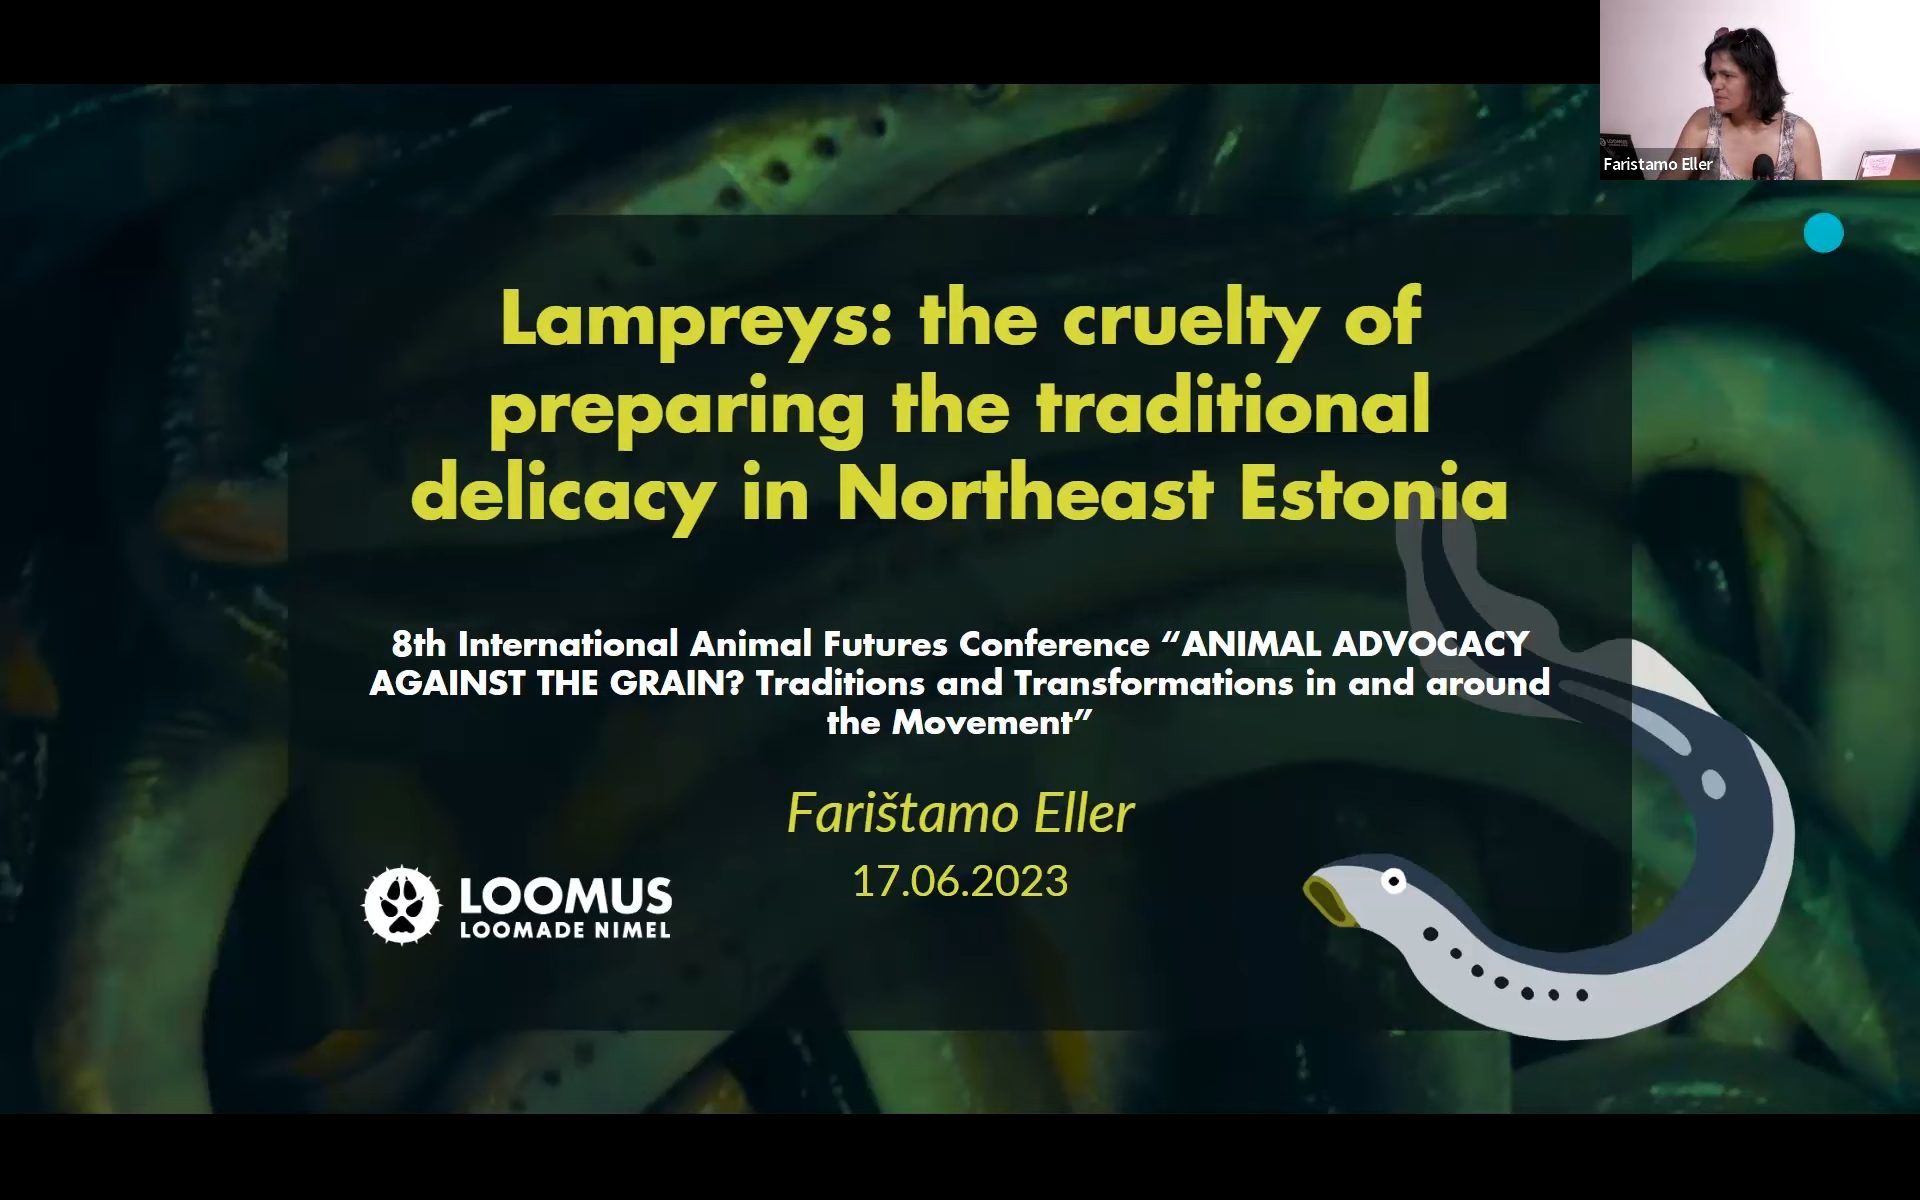 Faristamo Eller
Lampreys: the cruelty of
preparing the traditional
delicacy in Northeast Estonia
8th International Animal Futures Conference “ANIMAL ADVOCACY
AGAINST THE GRAIN? Traditions and Transformations in and around
the Movement”
Farištamo Eller
17.06.2023
LOOMUS
LOOMADE NIMEL